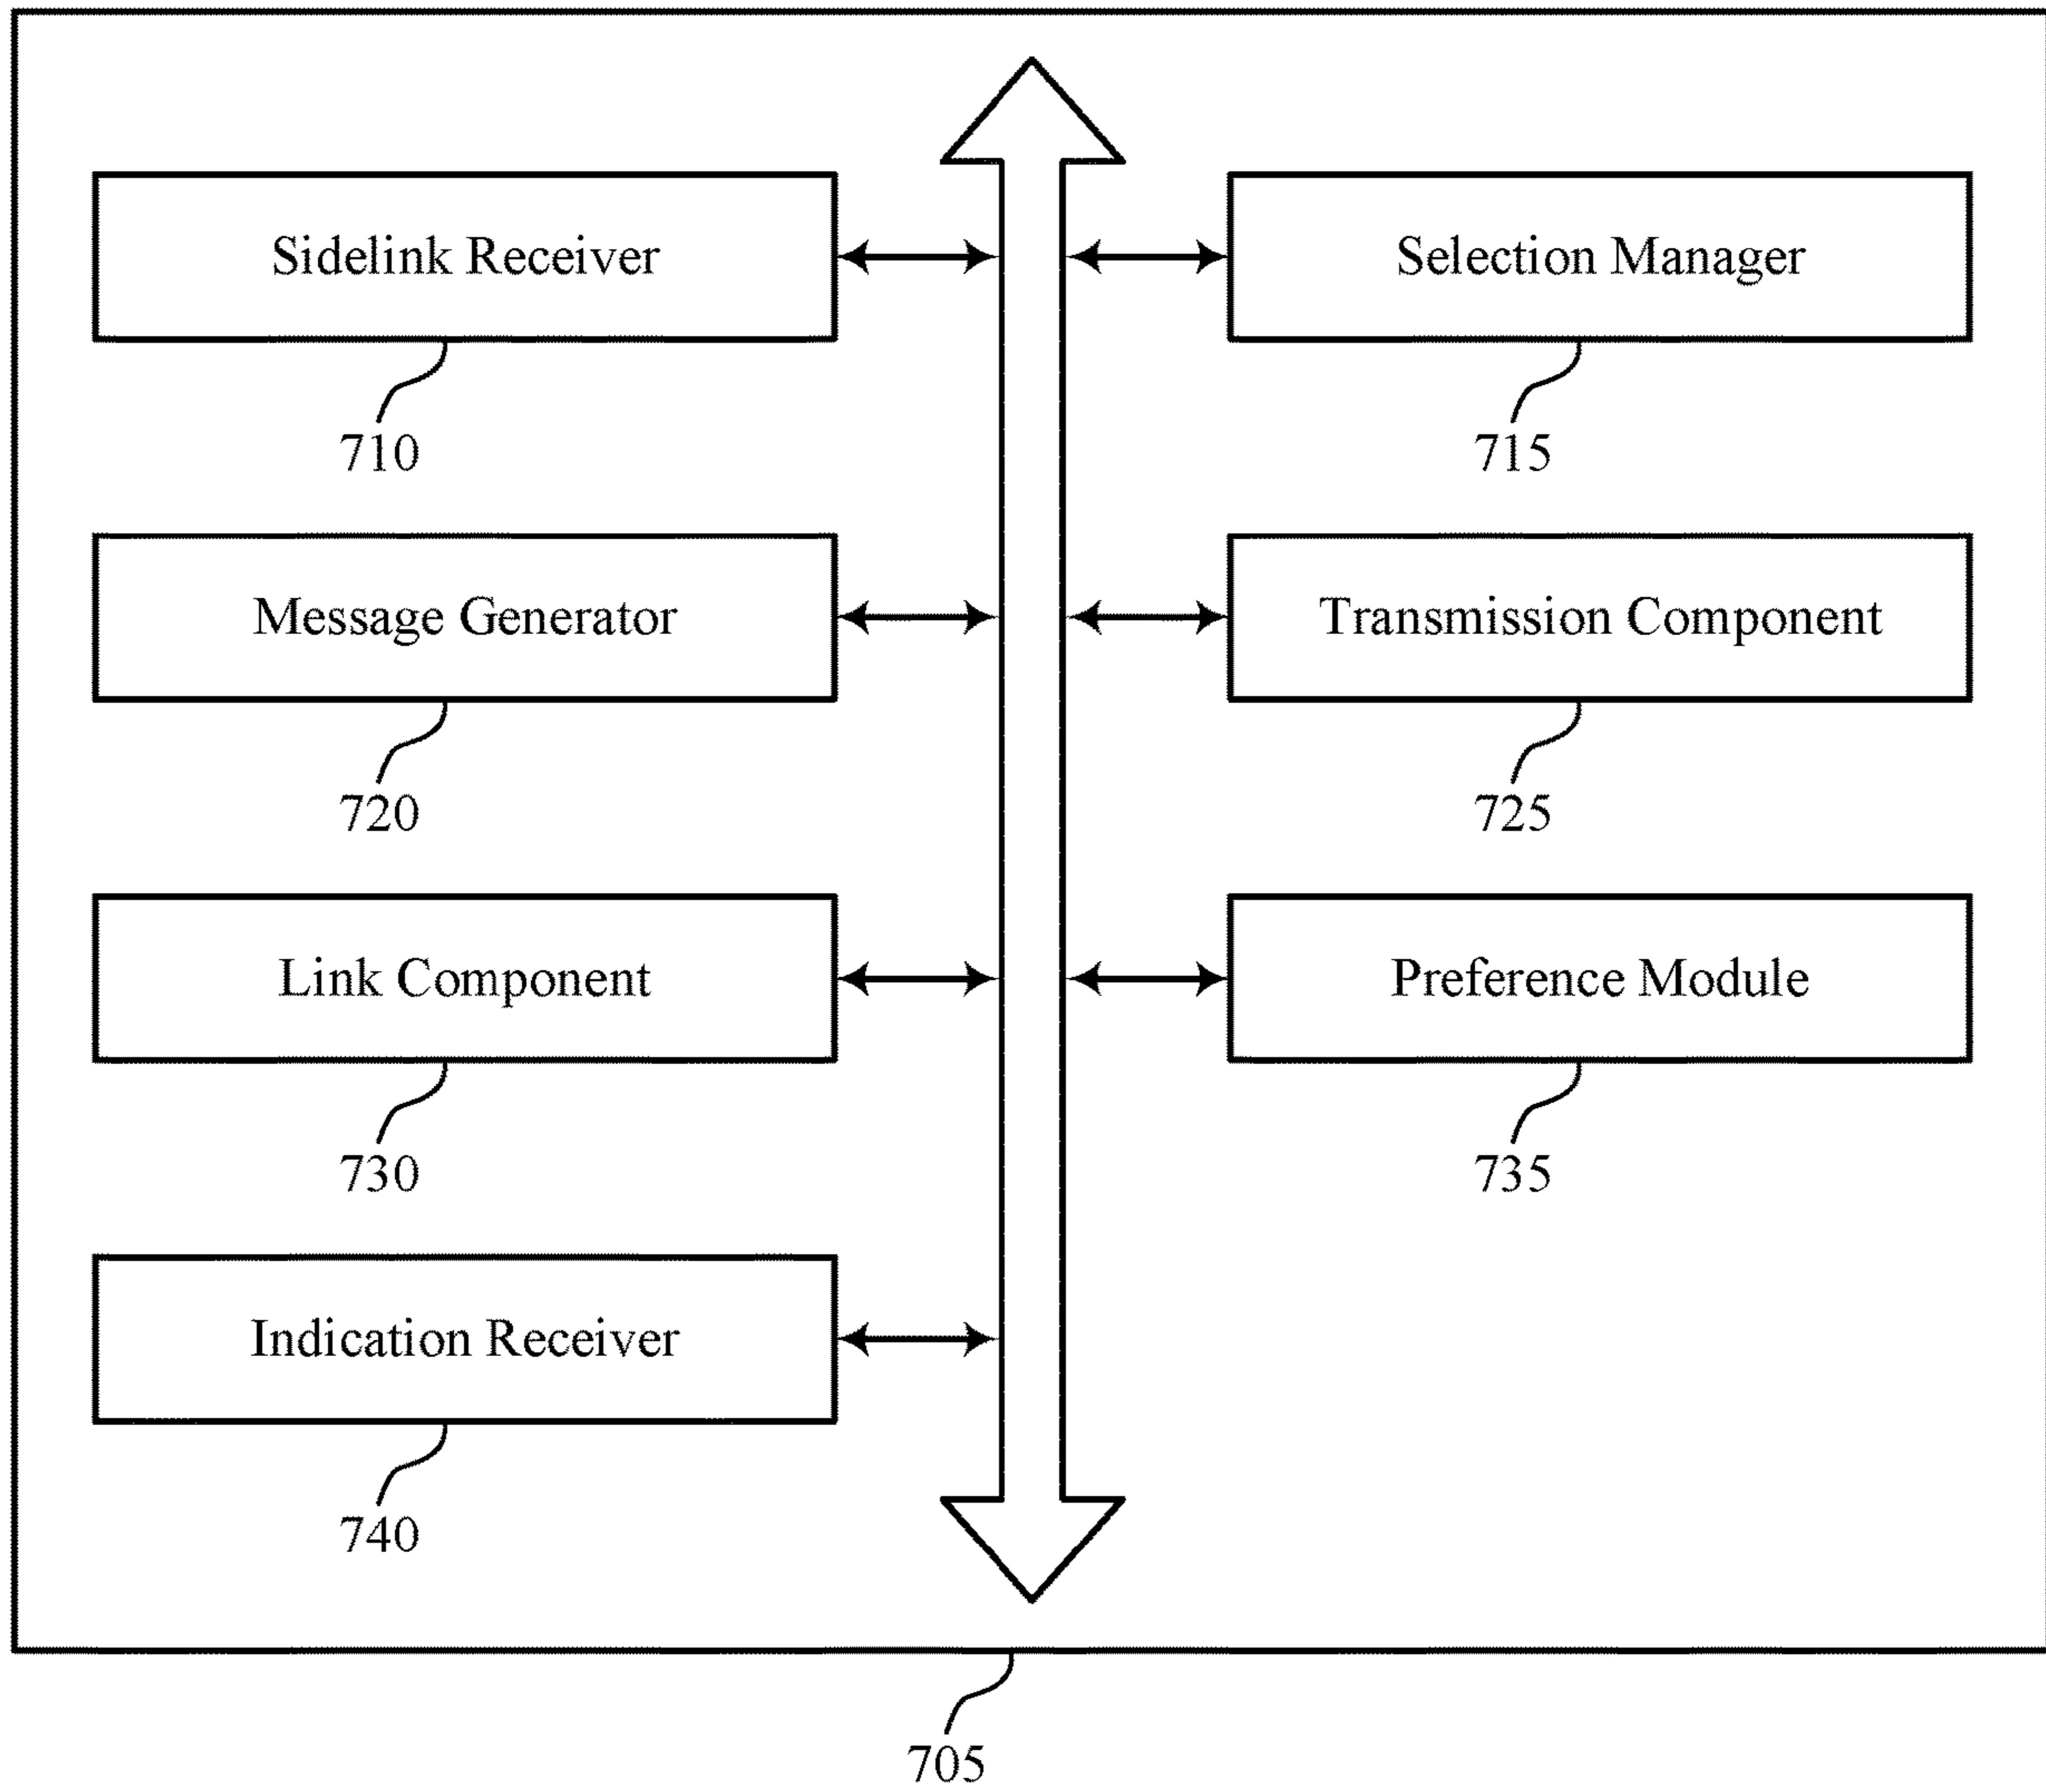 Sidelink Receiver
Selection Manager
710
715
Message Generator
Transmission Component
720
725
Link Component
Preference Module
730
735
Indication Receiver
740
705